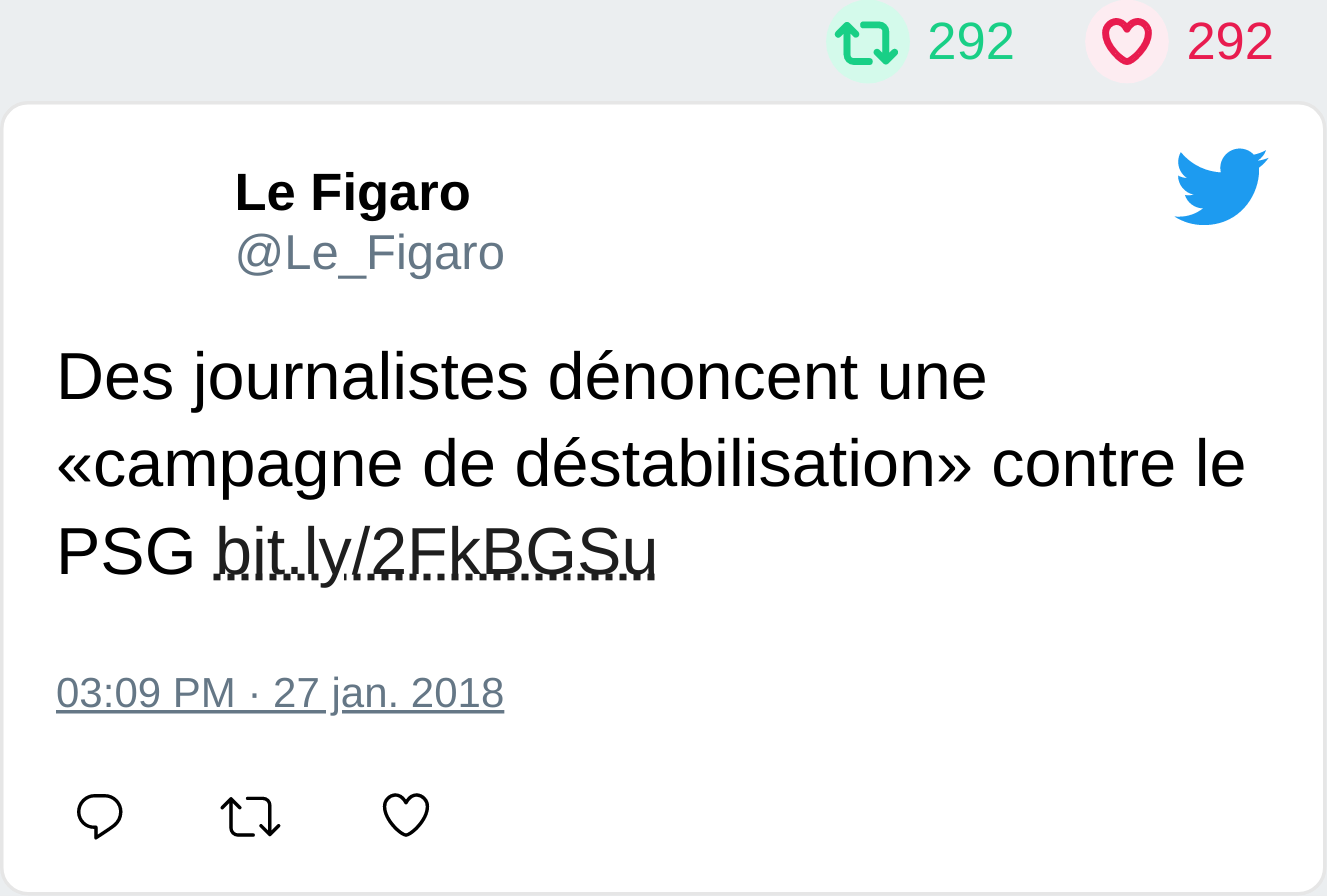 292 292
Le Figaro
@Le_Figaro
Des journalistes dénoncent une
«campagne de déstabilisation» contre le
PSG bit.ly/2FkBGSu
03:09 PM · 27 jan. 2018